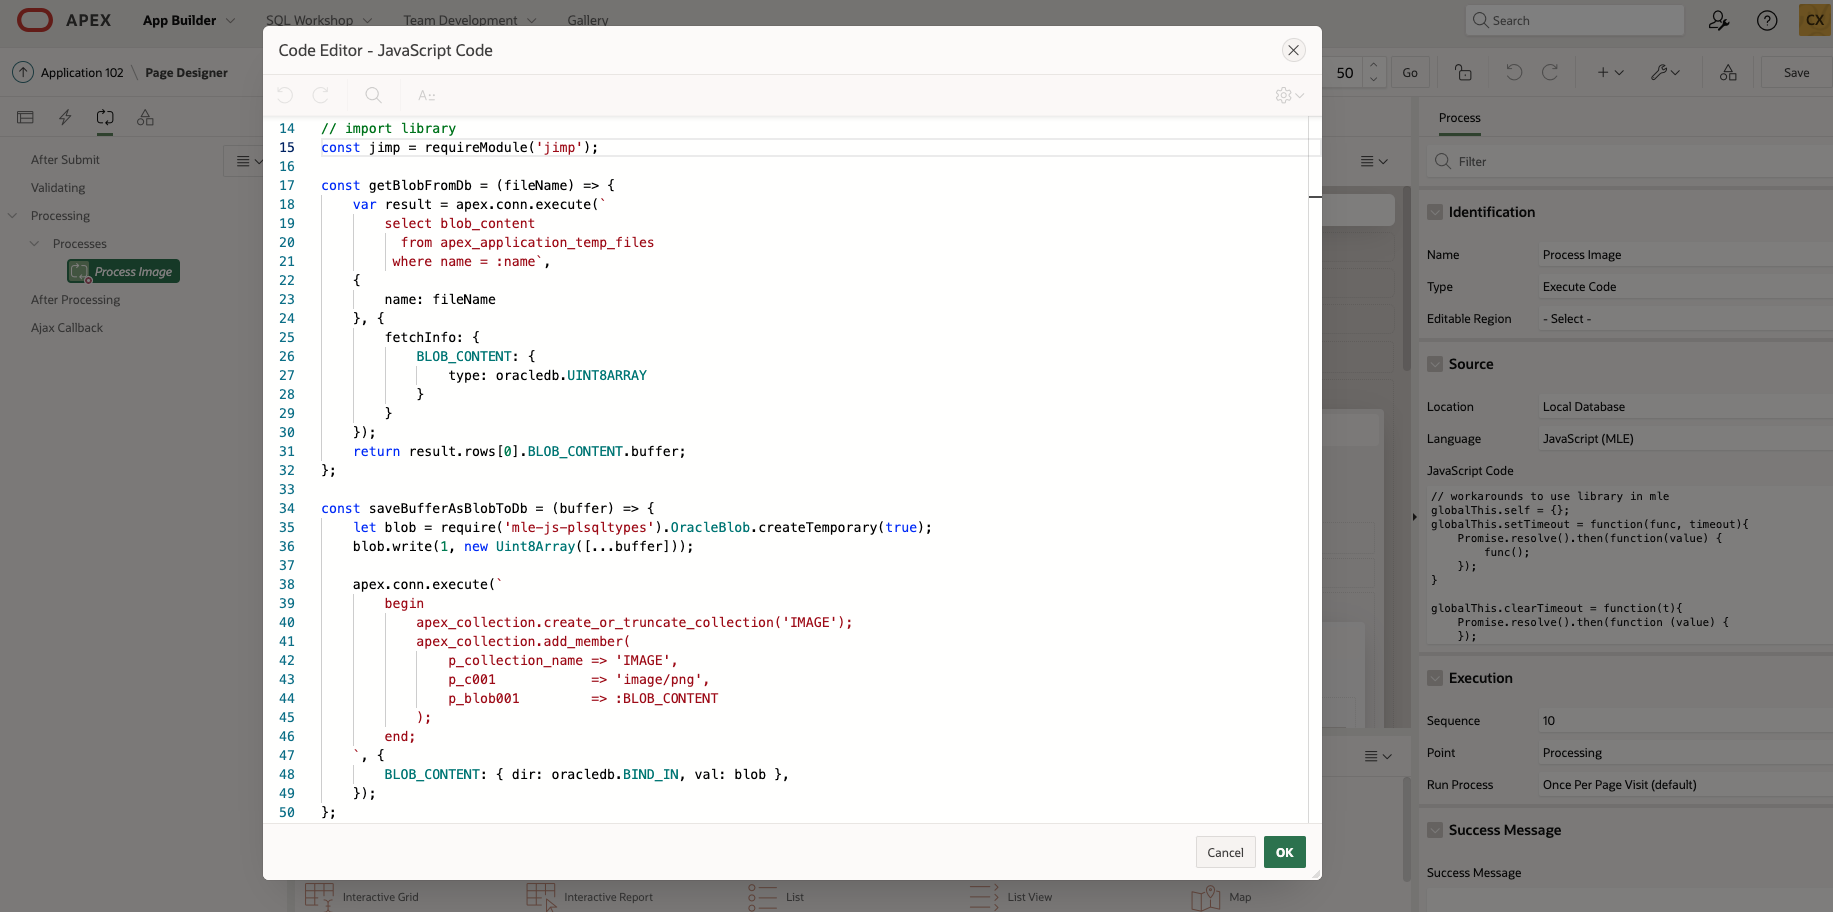 APEX App Builder SQL Workshop Team Development Gallery Search CX
Application 102 \ Page Designer 50 Go Save
Code Editor - JavaScript Code
After Submit
Validating
Processing
Processes
Process Image
After Processing
Ajax Callback
14 // import library
15 const jimp = requireModule('jimp');
16
17 const getBlobFromDb = (fileName) => {
18 var result = apex.conn.execute(`
19 select blob_content
20 from apex_application_temp_files
21 where name = :name`,
22 {
23 name: fileName
24 }, {
25 fetchInfo: {
26 BLOB_CONTENT: {
27 type: oracledb.UINT8ARRAY
28 }
29 }
30 });
31 return result.rows[0].BLOB_CONTENT.buffer;
32 };
33
34 const saveBufferAsBlobToDb = (buffer) => {
35 let blob = require('mle-js-plsqltypes').OracleBlob.createTemporary(true);
36 blob.write(1, new Uint8Array([...buffer]));
37
38 apex.conn.execute(`
39 begin
40 apex_collection.create_or_truncate_collection('IMAGE');
41 apex_collection.add_member(
42 p_collection_name => 'IMAGE',
43 p_c001 => 'image/png',
44 p_blob001 => :BLOB_CONTENT
45 );
46 end;
47 `, {
48 BLOB_CONTENT: { dir: oracledb.BIND_IN, val: blob },
49 });
50 };
Cancel OK
Process
Filter
Identification
Name Process Image
Type Execute Code
Editable Region - Select -
Source
Location Local Database
Language JavaScript (MLE)
JavaScript Code
// workarounds to use library in mle
globalThis.self = {};
globalThis.setTimeout = function(func, timeout){
Promise.resolve().then(function(value) {
func();
});
}
globalThis.clearTimeout = function(t){
Promise.resolve().then(function (value) {
});
Execution
Sequence 10
Point Processing
Run Process Once Per Page Visit (default)
Success Message
Success Message
Interactive Grid Interactive Report List List View Map